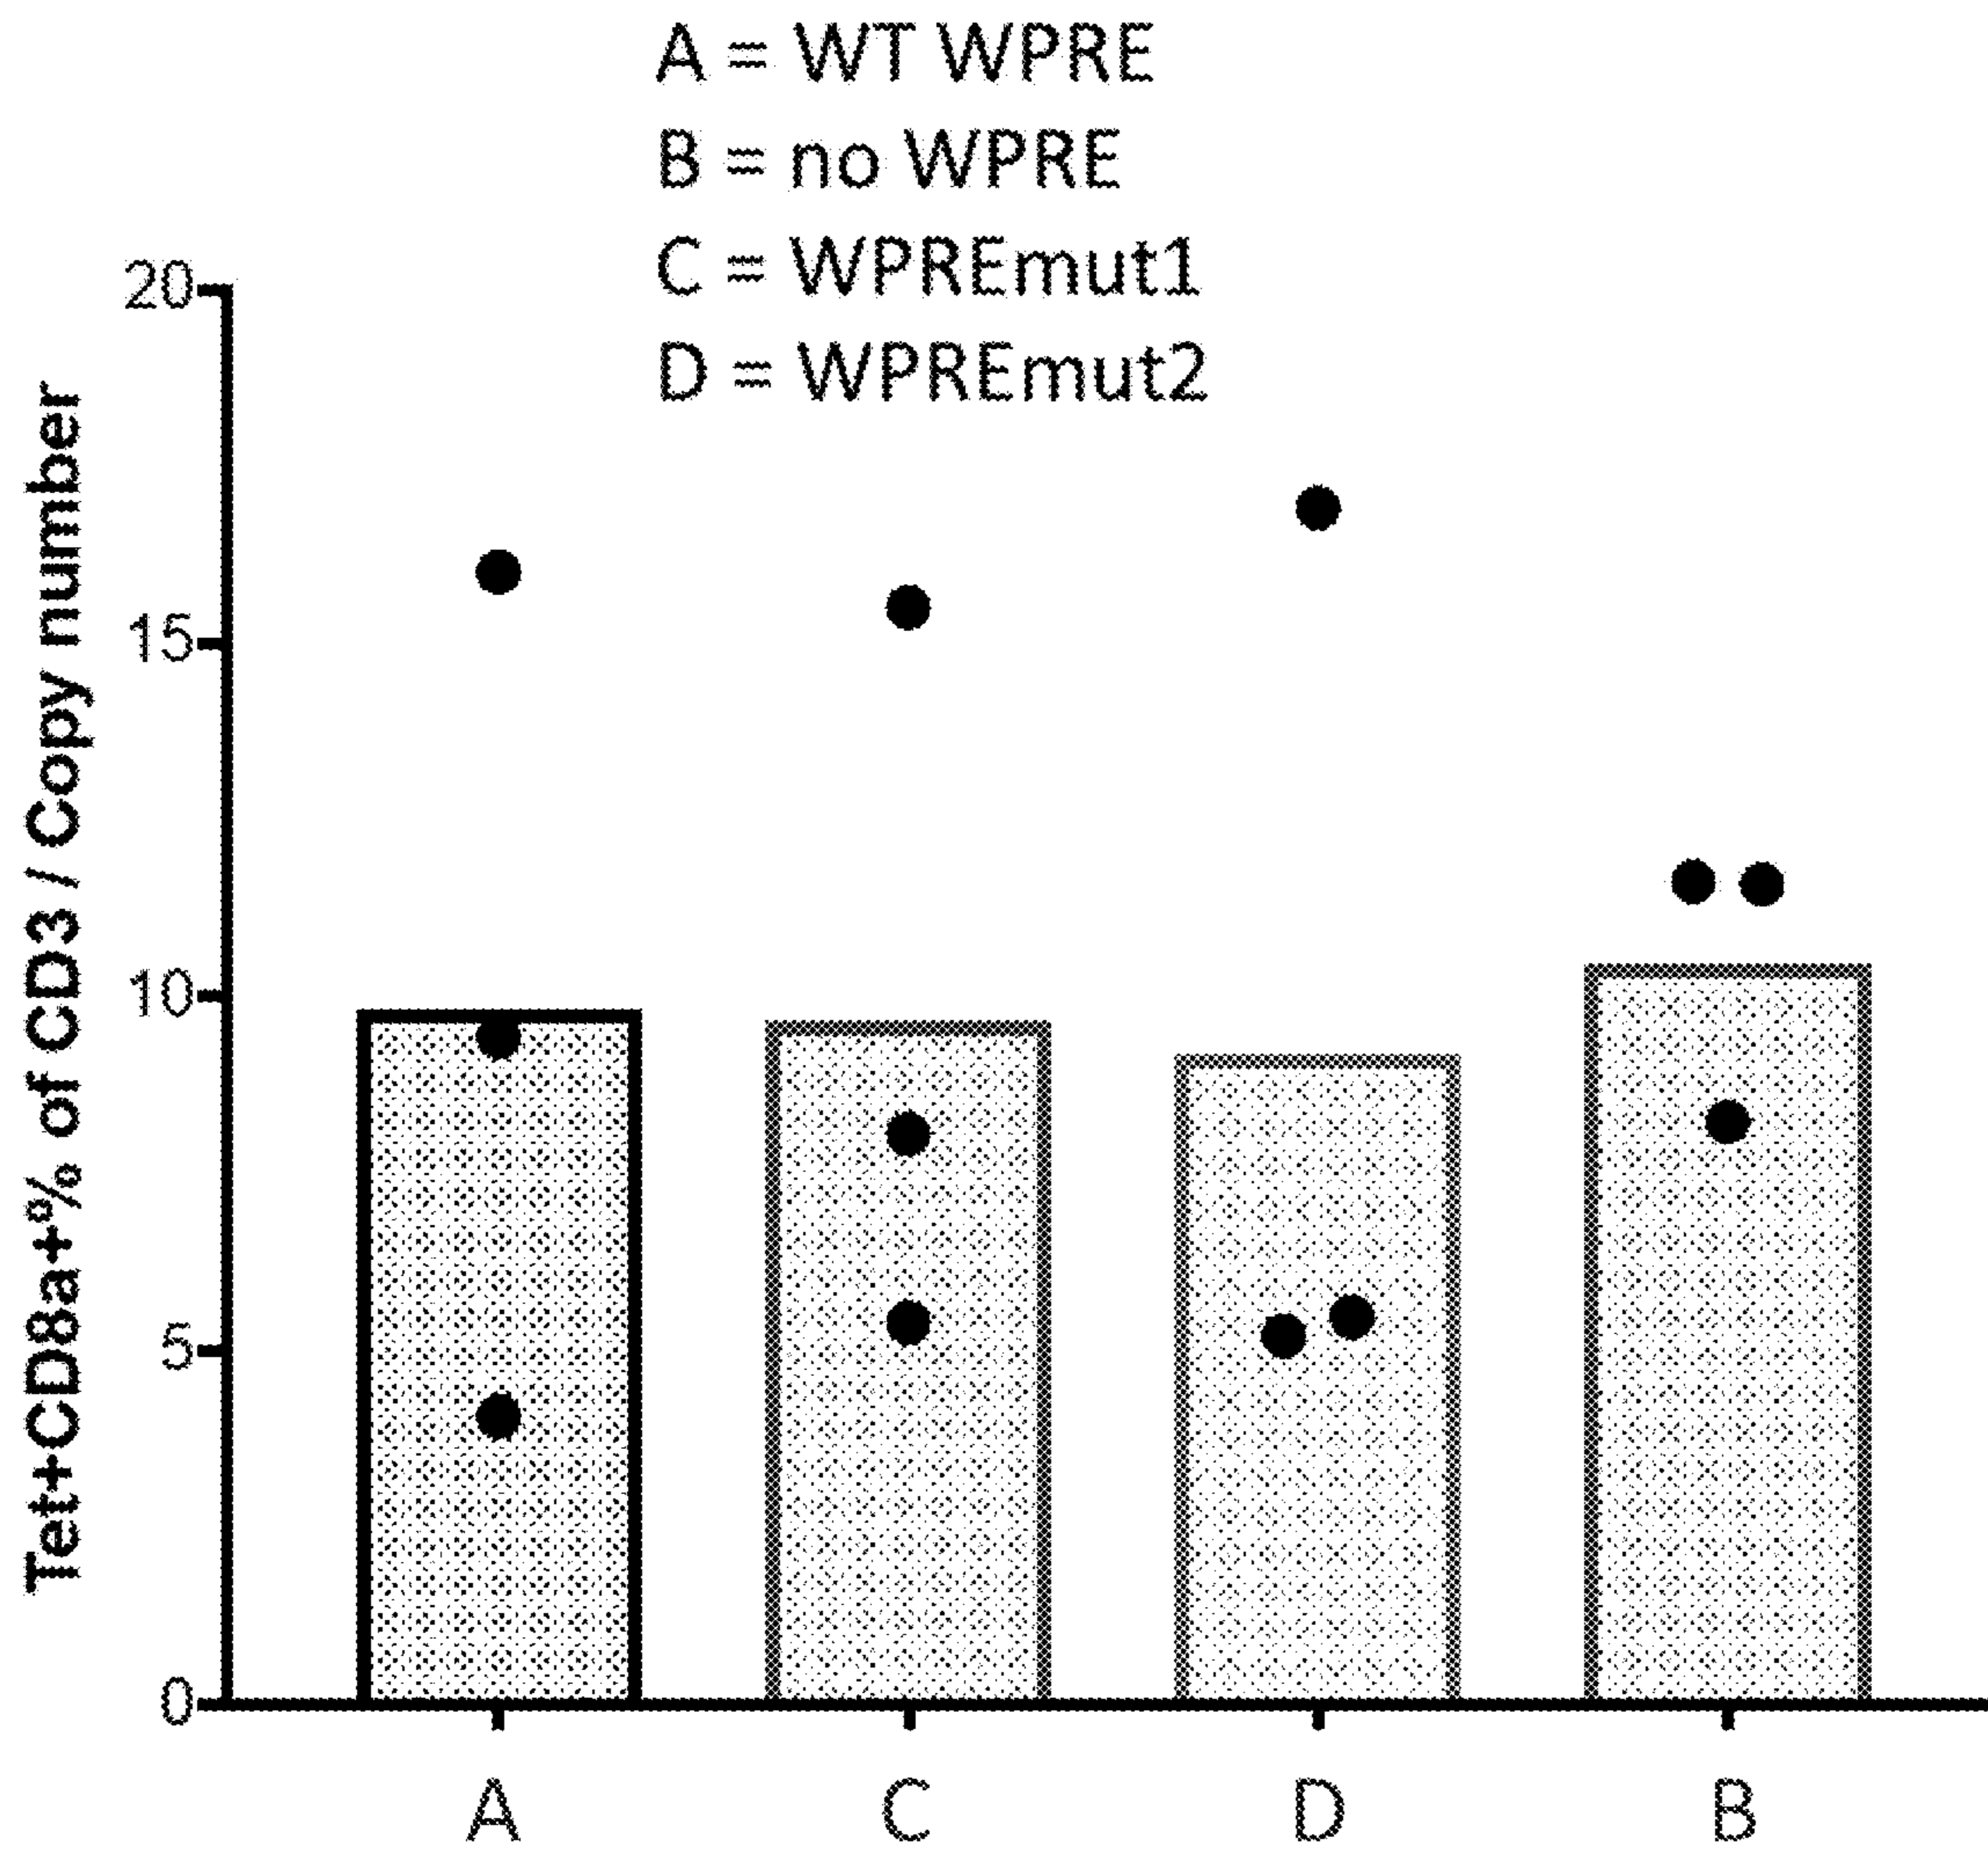 A = WT WPRE
B = no WPRE
C = WPREmut1
D = WPREmut2
Tet+CD8a+% of CD3 / Copy number
20
15
10
5
0
A C D B